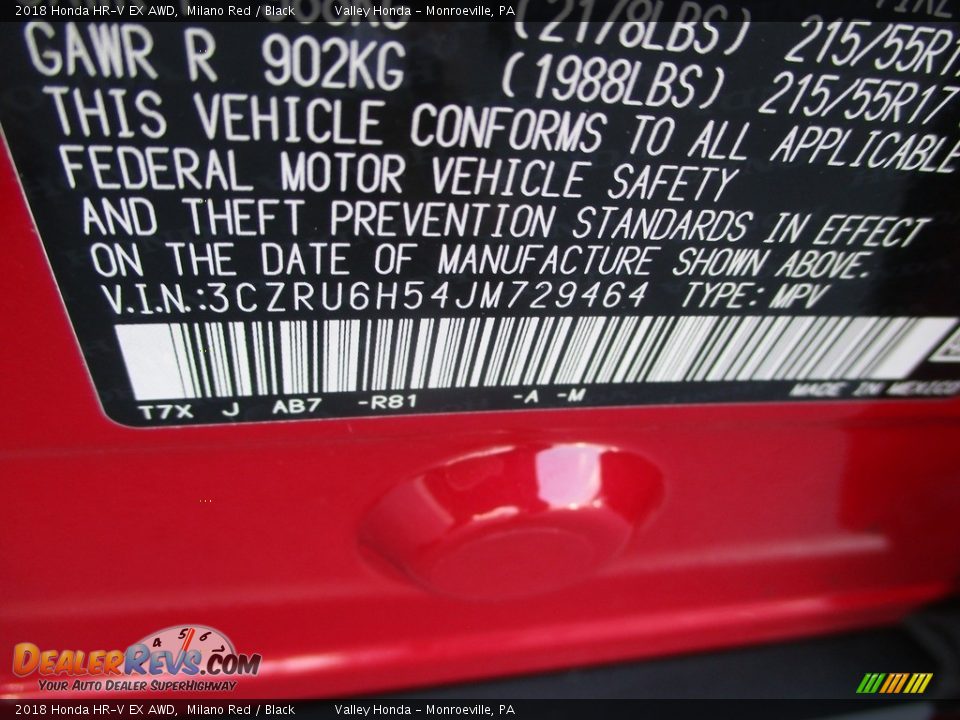 2018 Honda HR-V EX AWD, Milano Red / Black Valley Honda - Monroeville, PA
(2178LBS) 215/55R17
GAWR R 902KG (1988LBS) 215/55R17
THIS VEHICLE CONFORMS TO ALL APPLICABLE
FEDERAL MOTOR VEHICLE SAFETY
AND THEFT PREVENTION STANDARDS IN EFFECT
ON THE DATE OF MANUFACTURE SHOWN ABOVE.
V.I.N.:3CZRU6H54JM729464 TYPE: MPV
T7X J AB7 -R81 -A -M MADE IN MEXICO
4 5 6
DEALERREVS.COM
YOUR AUTO DEALER SUPERHIGHWAY
2018 Honda HR-V EX AWD, Milano Red / Black Valley Honda - Monroeville, PA